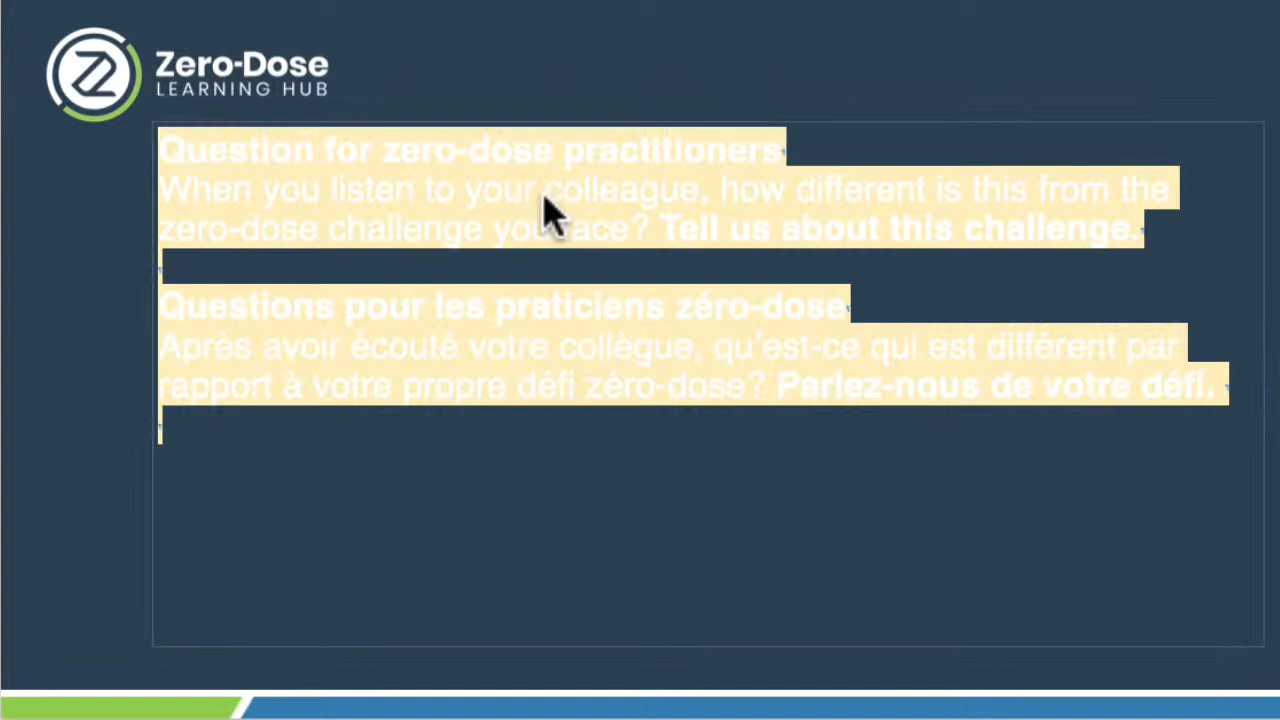 Zero-Dose
LEARNING HUB
Question for zero-dose practitioners
When you listen to your colleague, how different is this from the
zero-dose challenge you face? Tell us about this challenge.
Questions pour les praticiens zéro-dose
Après avoir écouté votre collègue, qu'est-ce qui est différent par
rapport à votre propre défi zéro-dose? Parlez-nous de votre défi.